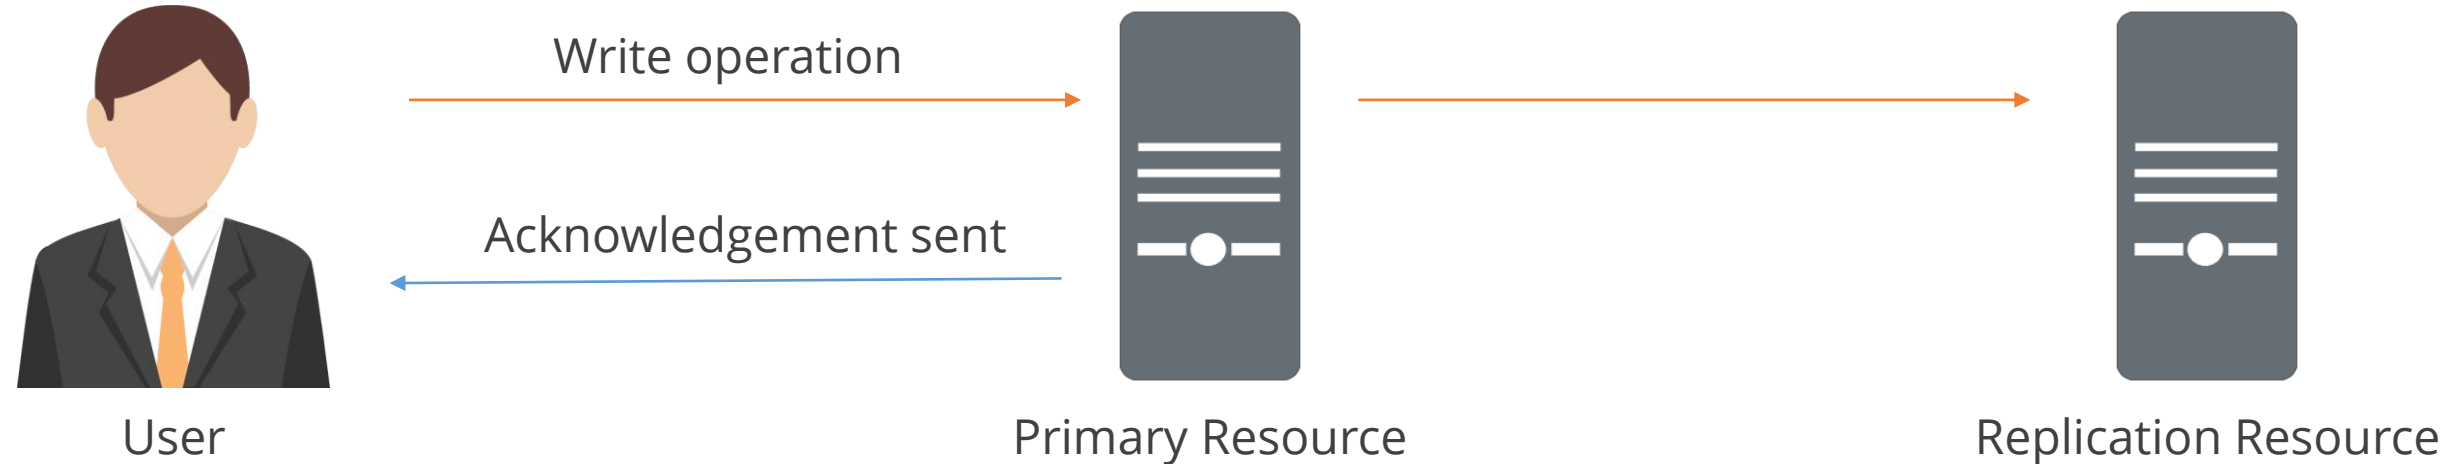 Write operation
Acknowledgement sent
User
Primary Resource
Replication Resource